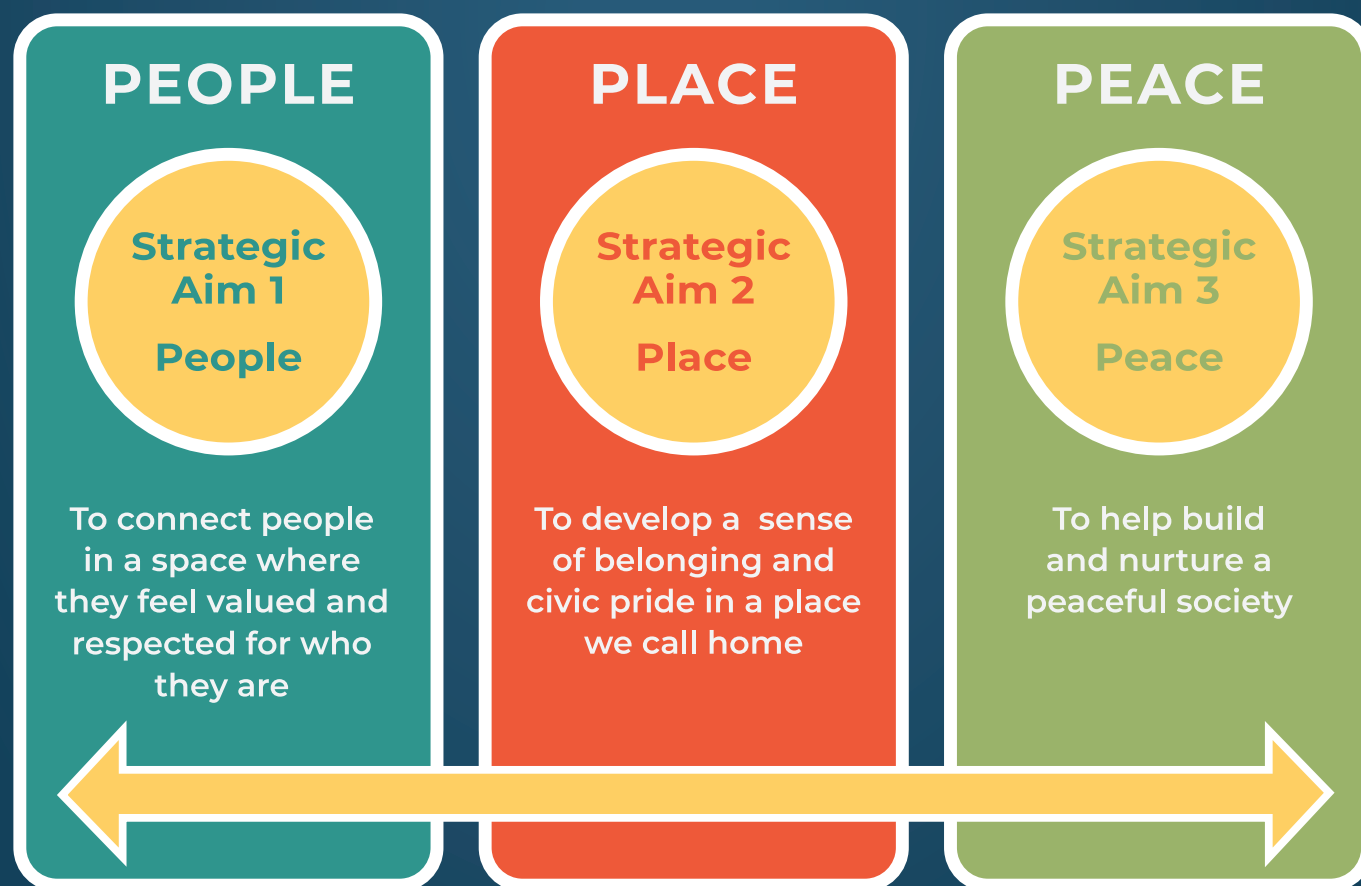 PEOPLE
Strategic
Aim 1
People
To connect people
in a space where
they feel valued and
respected for who
they are
PLACE
Strategic
Aim 2
Place
To develop a  sense
of belonging and
civic pride in a place
we call home
PEACE
Strategic
Aim 3
Peace
To help build
and nurture a
peaceful society